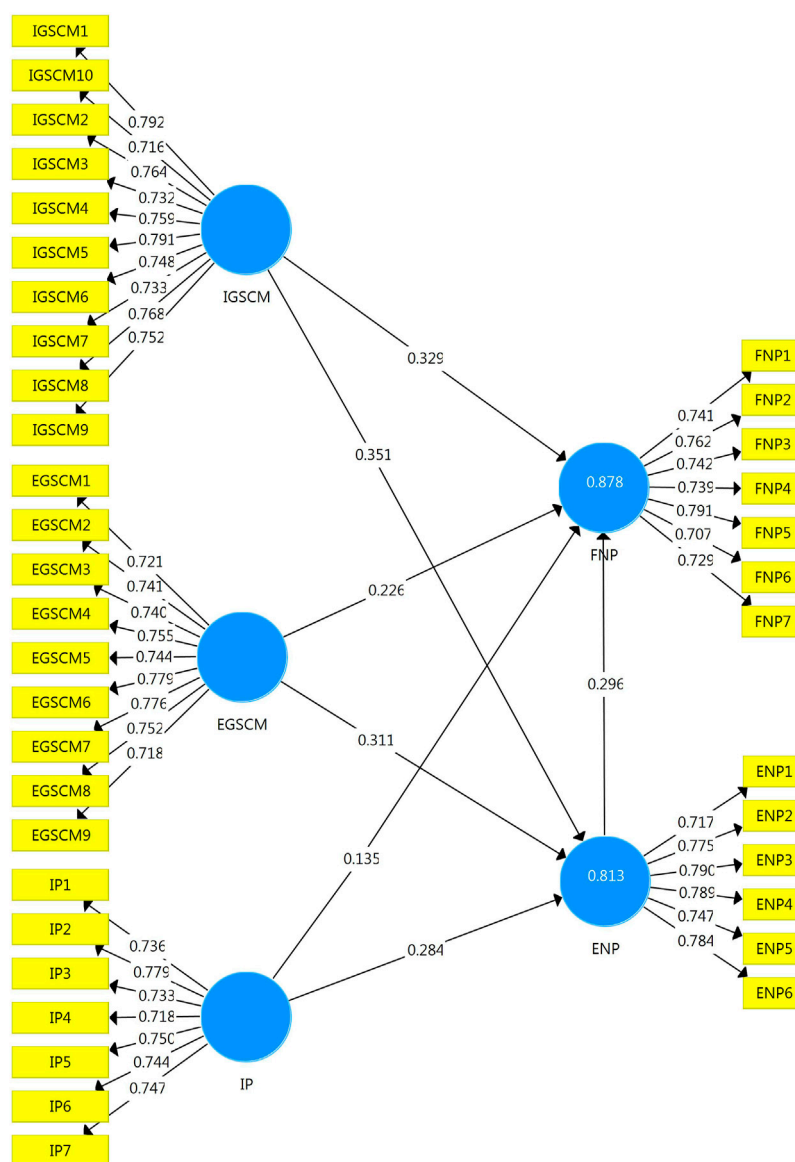 IGSCM1
IGSCM10
IGSCM2
IGSCM3
IGSCM4
IGSCM5
IGSCM6
IGSCM7
IGSCM8
IGSCM9
0.792
0.716
0.764
0.732
0.759
0.791
0.748
0.733
0.768
0.752
IGSCM
EGSCM1
EGSCM2
EGSCM3
EGSCM4
EGSCM5
EGSCM6
EGSCM7
EGSCM8
EGSCM9
0.721
0.741
0.740
0.755
0.744
0.779
0.776
0.752
0.718
EGSCM
IP1
IP2
IP3
IP4
IP5
IP6
IP7
0.736
0.779
0.733
0.718
0.750
0.744
0.747
IP
0.329
0.351
0.226
0.311
0.135
0.284
0.296
0.878
FNP
0.741
0.762
0.742
0.739
0.791
0.707
0.729
FNP1
FNP2
FNP3
FNP4
FNP5
FNP6
FNP7
0.813
ENP
0.717
0.775
0.790
0.789
0.747
0.784
ENP1
ENP2
ENP3
ENP4
ENP5
ENP6